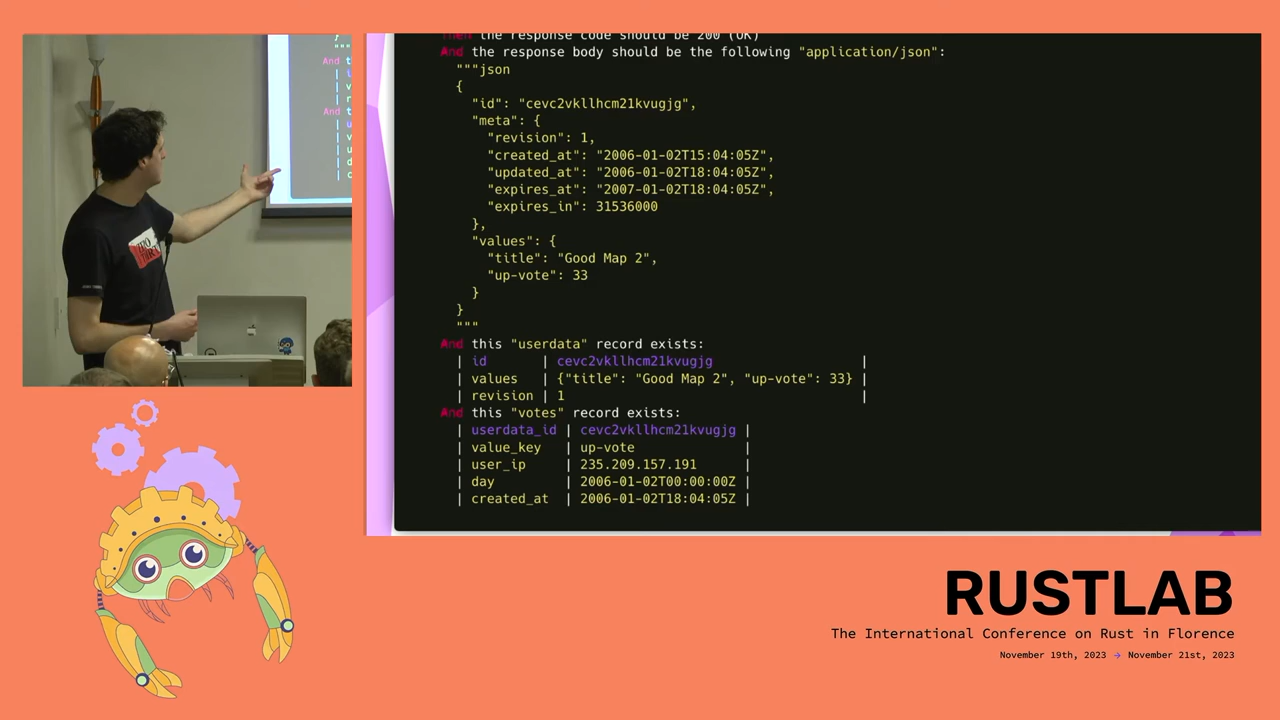 Then the response code should be 200 (OK)
And the response body should be the following "application/json":
"""json
{
"id": "cevc2vkllhcm21kvugjg",
"meta": {
"revision": 1,
"created_at": "2006-01-02T15:04:05Z",
"updated_at": "2006-01-02T18:04:05Z",
"expires_at": "2007-01-02T18:04:05Z",
"expires_in": 31536000
},
"values": {
"title": "Good Map 2",
"up-vote": 33
}
}
"""
And this "userdata" record exists:
| id | cevc2vkllhcm21kvugjg |
| values | {"title": "Good Map 2", "up-vote": 33} |
| revision | 1 |
And this "votes" record exists:
| userdata_id | cevc2vkllhcm21kvugjg |
| value_key | up-vote |
| user_ip | 235.209.157.191 |
| day | 2006-01-02T00:00:00Z |
| created_at | 2006-01-02T18:04:05Z |
RUSTLAB
The International Conference on Rust in Florence
November 19th, 2023 → November 21st, 2023